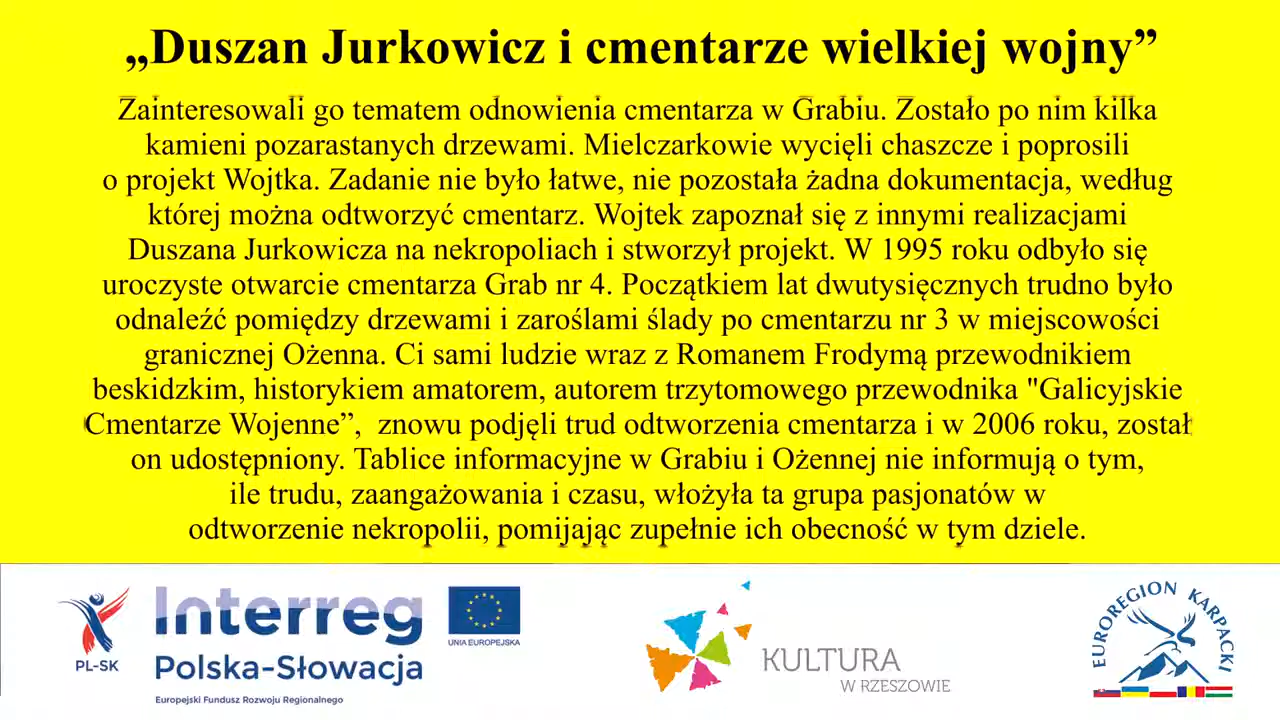 „Duszan Jurkowicz i cmentarze wielkiej wojny”
Zainteresowali go tematem odnowienia cmentarza w Grabiu. Zostało po nim kilka
kamieni pozarastanych drzewami. Mielczarkowie wycięli chaszcze i poprosili
o projekt Wojtka. Zadanie nie było łatwe, nie pozostała żadna dokumentacja, według
której można odtworzyć cmentarz. Wojtek zapoznał się z innymi realizacjami
Duszana Jurkowicza na nekropoliach i stworzył projekt. W 1995 roku odbyło się
uroczyste otwarcie cmentarza Grab nr 4. Początkiem lat dwutysięcznych trudno było
odnaleźć pomiędzy drzewami i zaroślami ślady po cmentarzu nr 3 w miejscowości
granicznej Ożenna. Ci sami ludzie wraz z Romanem Frodymą przewodnikiem
beskidzkim, historykiem amatorem, autorem trzytomowego przewodnika "Galicyjskie
Cmentarze Wojenne”,  znowu podjęli trud odtworzenia cmentarza i w 2006 roku, został
on udostępniony. Tablice informacyjne w Grabiu i Ożennej nie informują o tym,
ile trudu, zaangażowania i czasu, włożyła ta grupa pasjonatów w
odtworzenie nekropolii, pomijając zupełnie ich obecność w tym dziele.
PL-SK
Interreg
Polska-Słowacja
Europejski Fundusz Rozwoju Regionalnego
UNIA EUROPEJSKA
KULTURA
W RZESZOWIE
EUROREGION KARPACKI